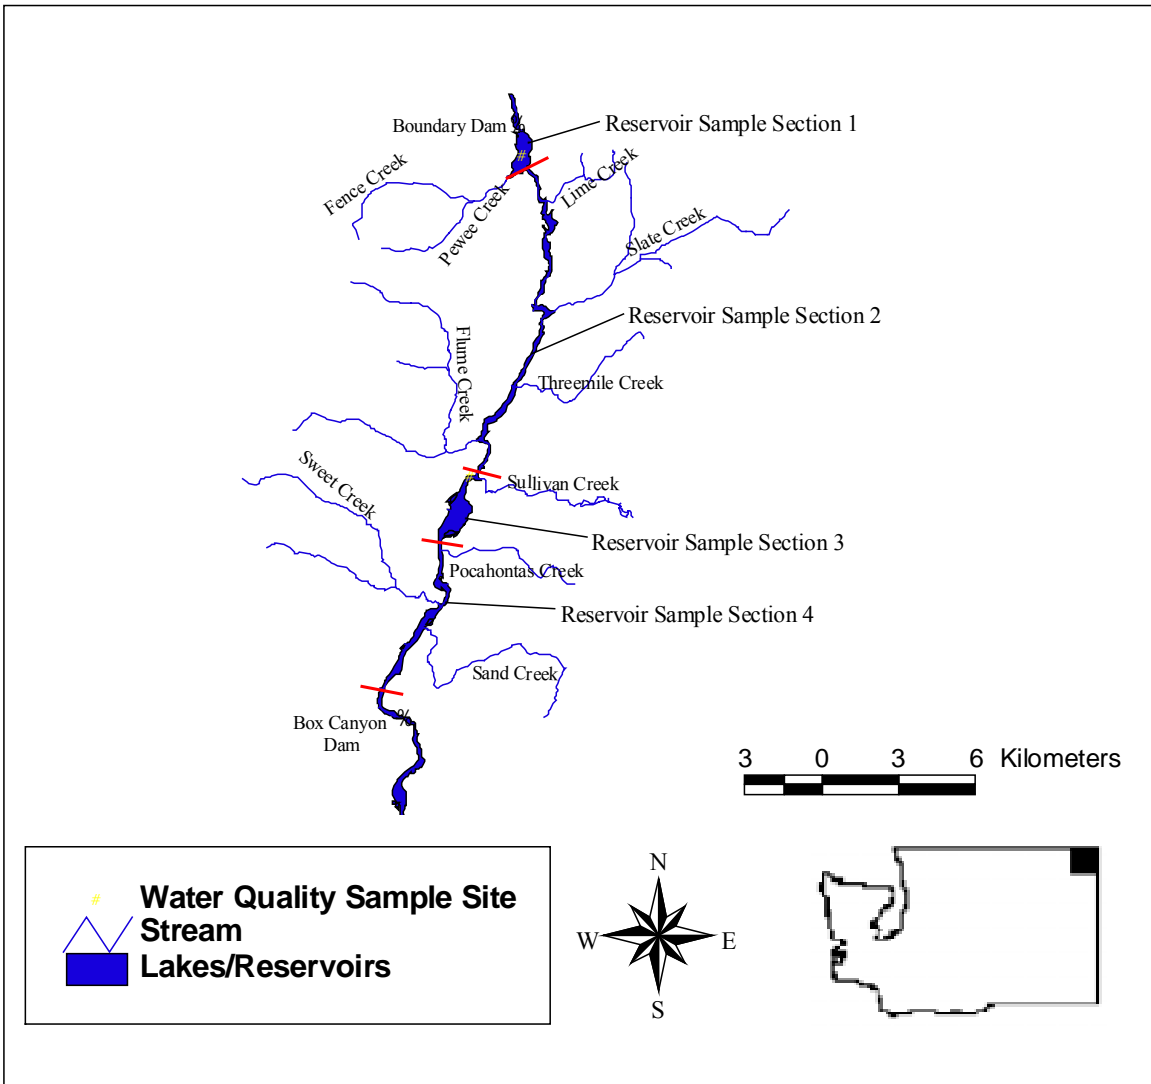 Boundary Dam
Reservoir Sample Section 1
Fence Creek
Pewee Creek
Lime Creek
Slate Creek
Reservoir Sample Section 2
Flume Creek
Threemile Creek
Sweet Creek
Sullivan Creek
Reservoir Sample Section 3
Pocahontas Creek
Reservoir Sample Section 4
Sand Creek
Box Canyon
Dam
3 0 3 6 Kilometers
Water Quality Sample Site
Stream
Lakes/Reservoirs
N
W E
S